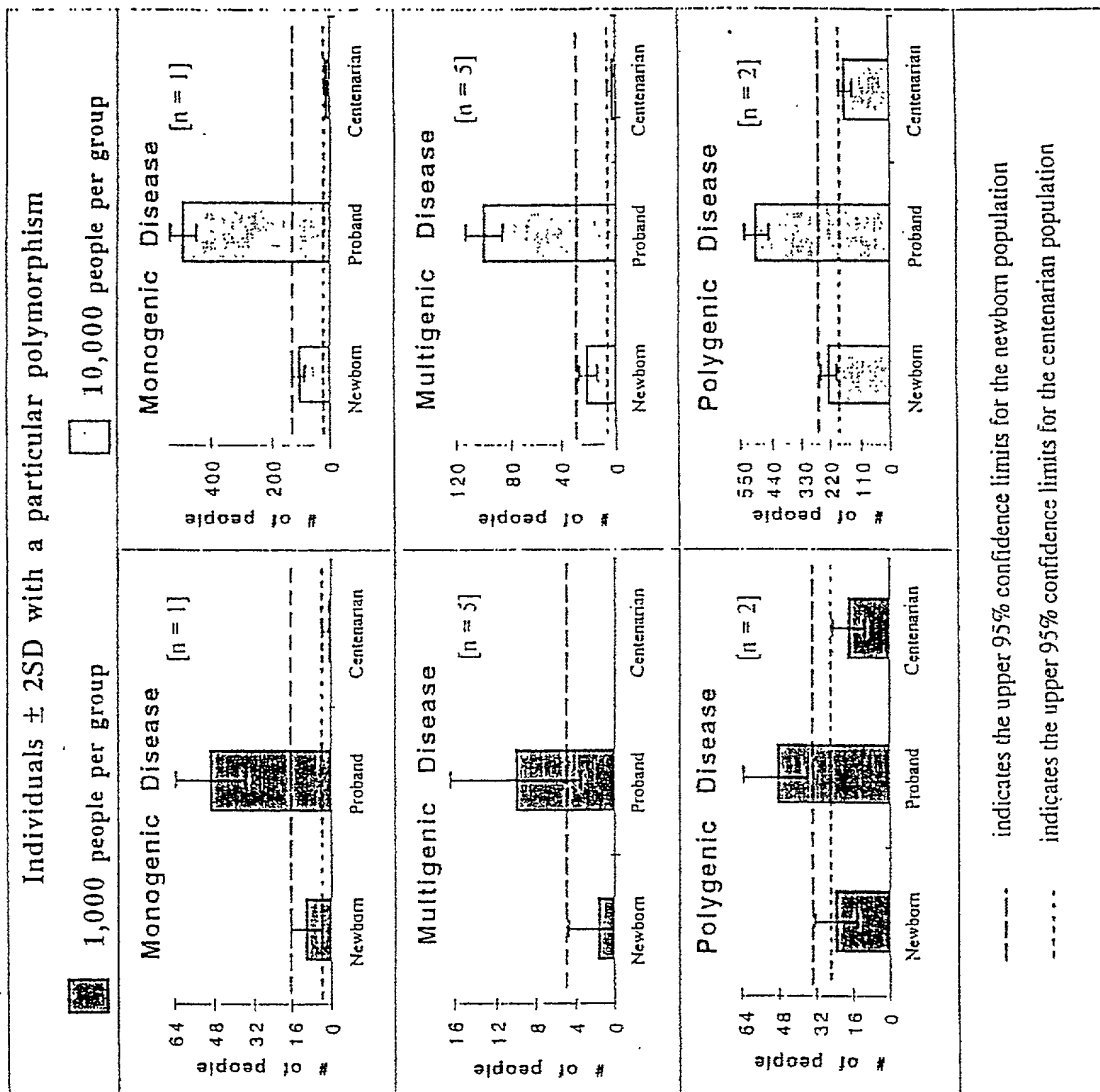 Individuals ± 2SD with a particular polymorphism
1,000 people per group
10,000 people per group
Monogenic Disease
[n = 1]
# of people
64
48
32
16
0
Newborn
Proband
Centenarian
Monogenic Disease
[n = 1]
# of people
400
200
0
Newborn
Proband
Centenarian
Multigenic Disease
[n = 5]
# of people
16
12
8
4
0
Newborn
Proband
Centenarian
Multigenic Disease
[n = 5]
# of people
120
80
40
0
Newborn
Proband
Centenarian
Polygenic Disease
[n = 2]
# of people
64
48
32
16
0
Newborn
Proband
Centenarian
Polygenic Disease
[n = 2]
# of people
550
440
330
220
110
0
Newborn
Proband
Centenarian
indicates the upper 95% confidence limits for the newborn population
indicates the upper 95% confidence limits for the centenarian population